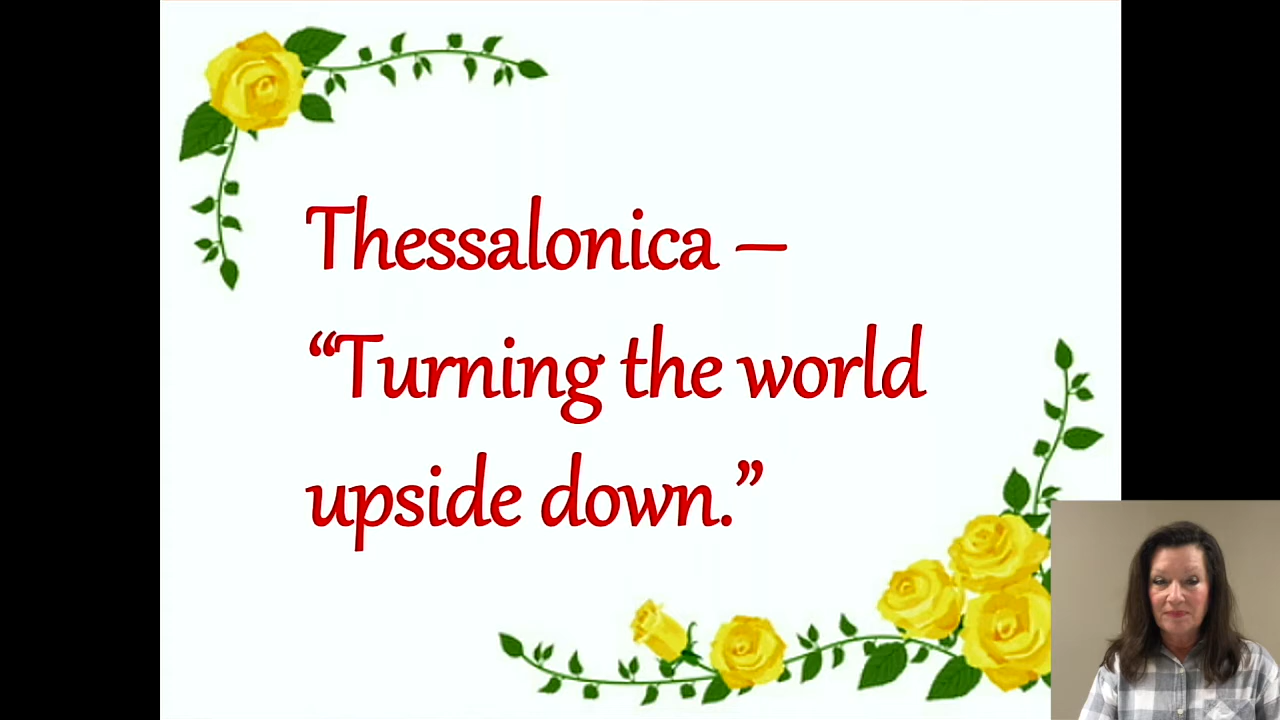 Thessalonica –
“Turning the world
upside down.”